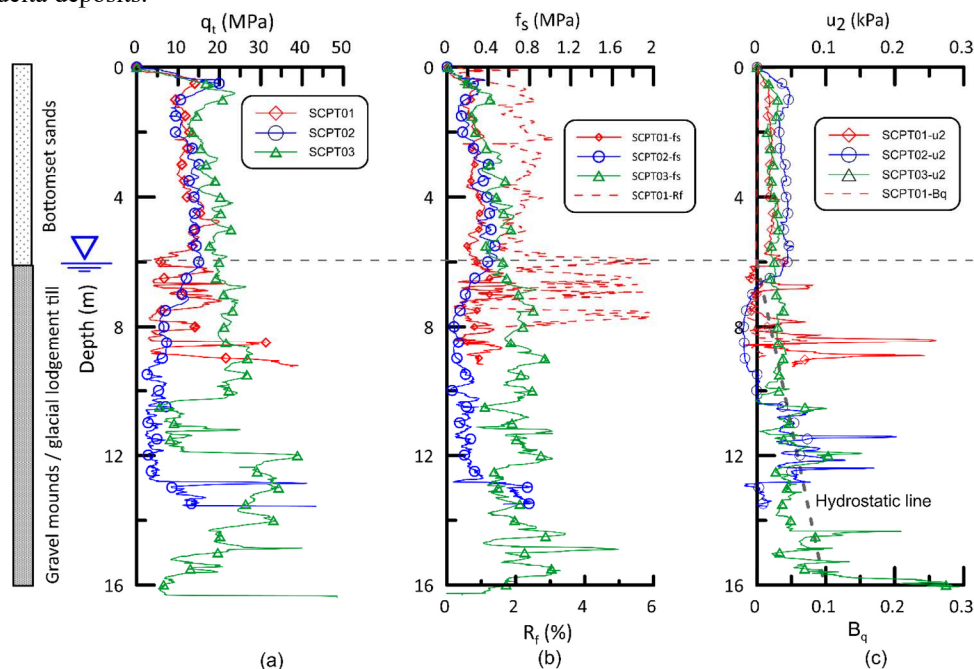 delta deposits.
qt (MPa)
0 10 20 30 40 50
fS (MPa)
0 0.4 0.8 1.2 1.6 2
u2 (kPa)
0 0.1 0.2 0.3
0
4
8
12
16
Depth (m)
Bottomset sands
Gravel mounds / glacial lodgement till
SCPT01
SCPT02
SCPT03
SCPT01-fs
SCPT02-fs
SCPT03-fs
SCPT01-Rf
SCPT01-u2
SCPT02-u2
SCPT03-u2
SCPT01-Bq
Hydrostatic line
0 2 4 6
Rf (%)
0 0.1 0.2 0.3
Bq
(a)
(b)
(c)